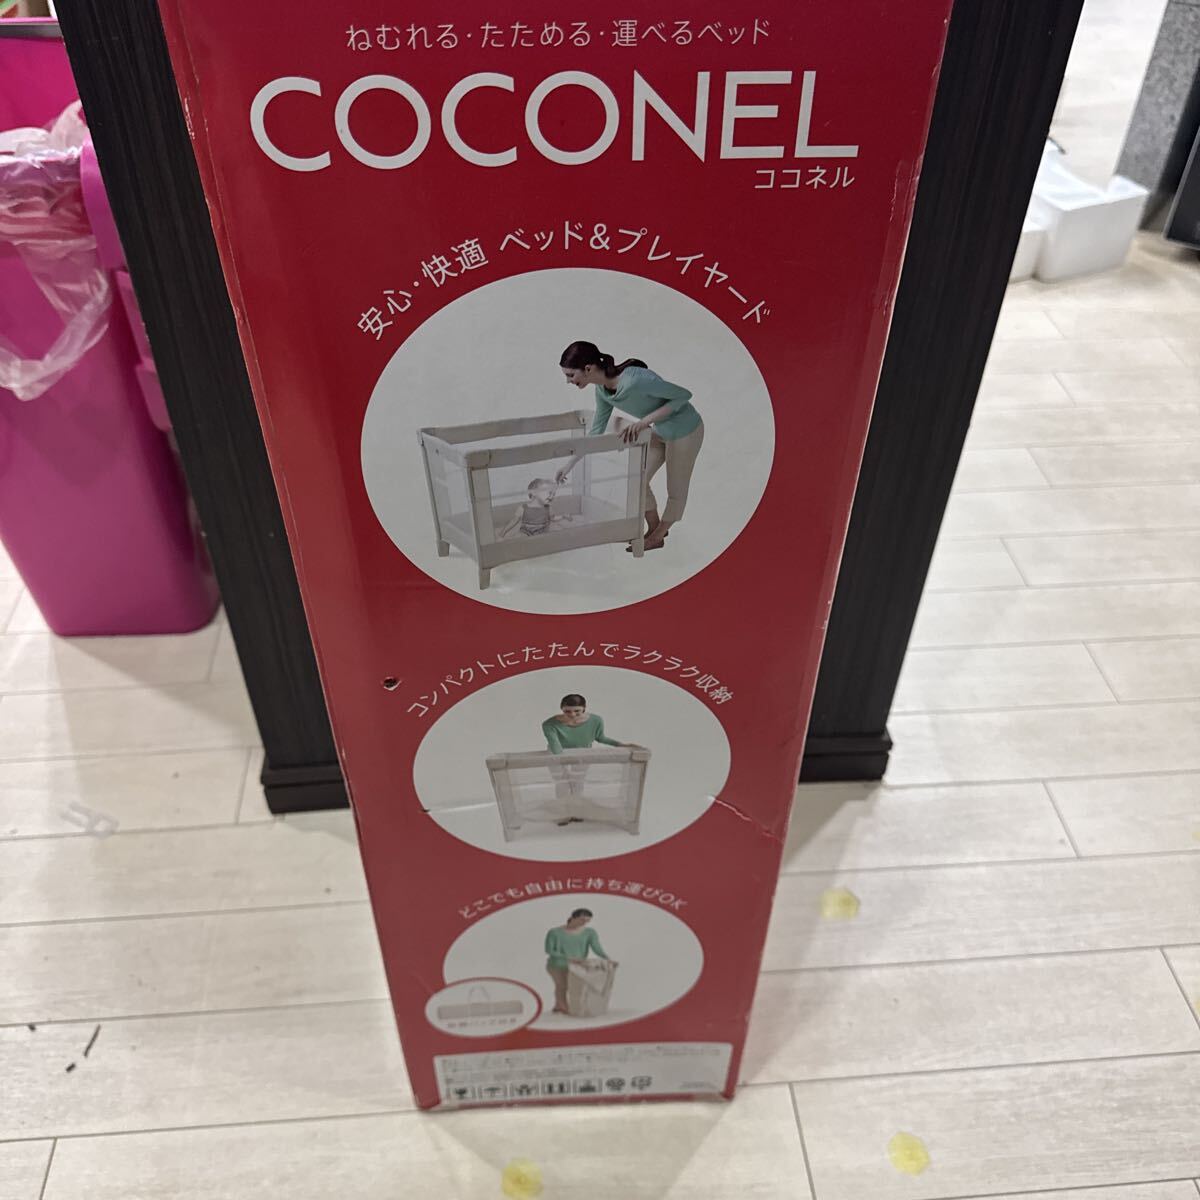 ねむれる・たためる・運べるベッド
COCONEL
ココネル
安心・快適 ベッド&プレイヤード
コンパクトにたたんでラクラク収納
どこでも自由に持ち運びOK